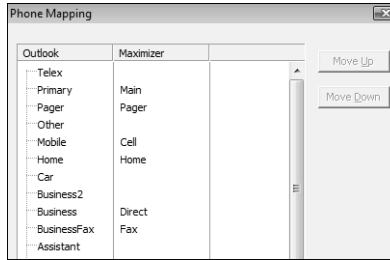 Phone Mapping
Outlook Maximizer
Move Up
Telex
Primary Main
Move Down
Pager Pager
Other
Mobile Cell
Home Home
Car
Business2
Business Direct
BusinessFax Fax
Assistant